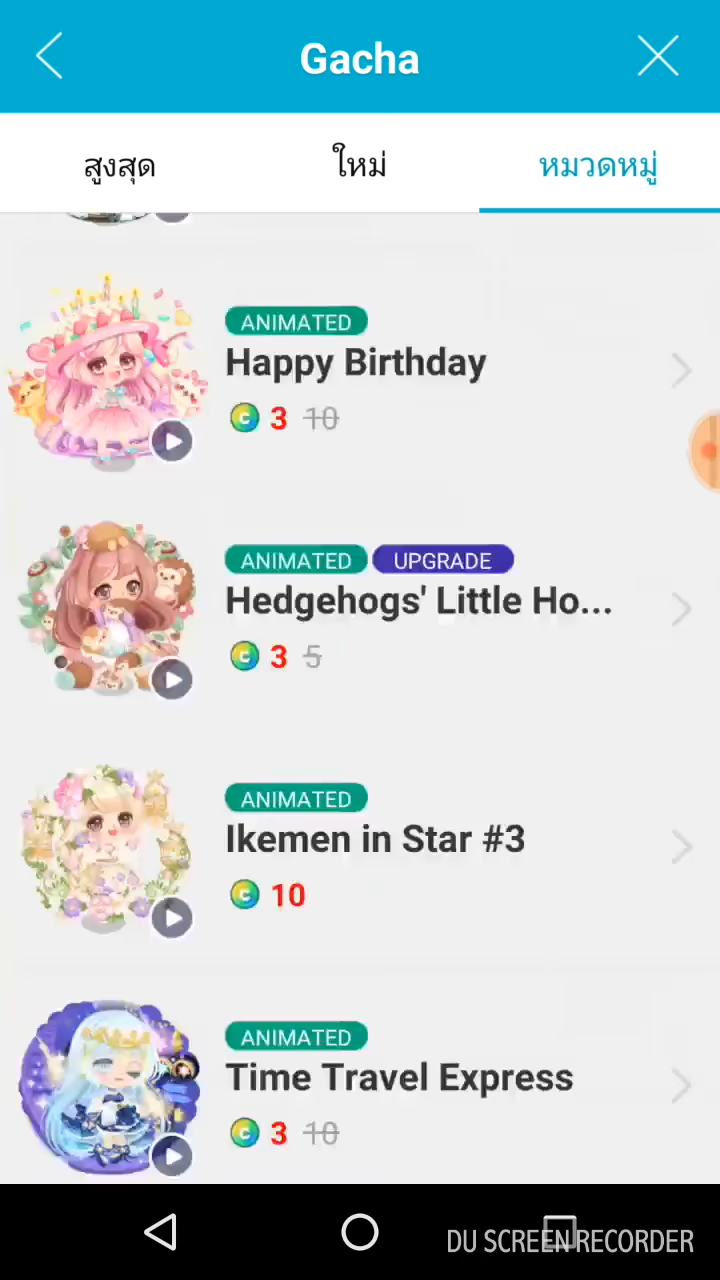 Gacha
สูงสุด
ใหม่
หมวดหมู่
ANIMATED
Happy Birthday
C 3 10
ANIMATED UPGRADE
Hedgehogs' Little Ho...
C 3 5
ANIMATED
Ikemen in Star #3
C 10
ANIMATED
Time Travel Express
C 3 10
DU SCREEN RECORDER